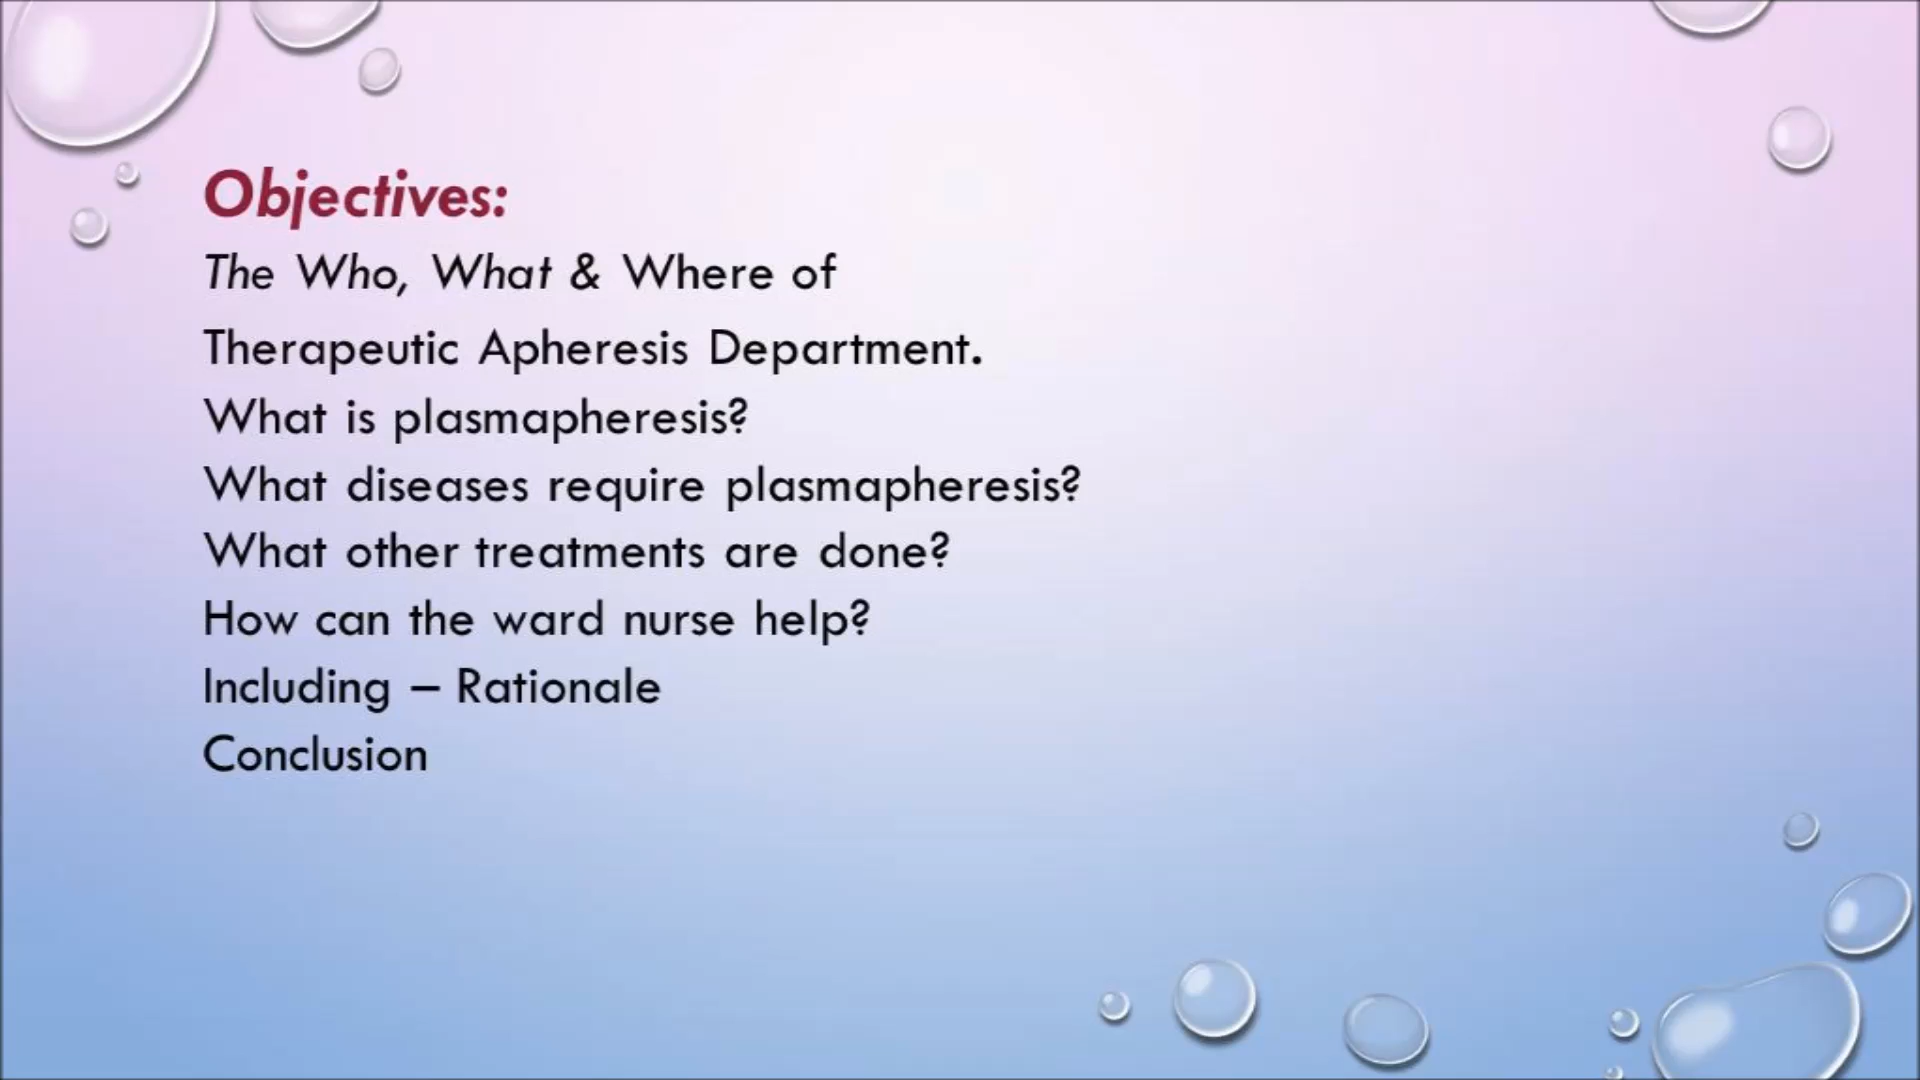 Objectives:
The Who, What & Where of
Therapeutic Apheresis Department.
What is plasmapheresis?
What diseases require plasmapheresis?
What other treatments are done?
How can the ward nurse help?
Including – Rationale
Conclusion